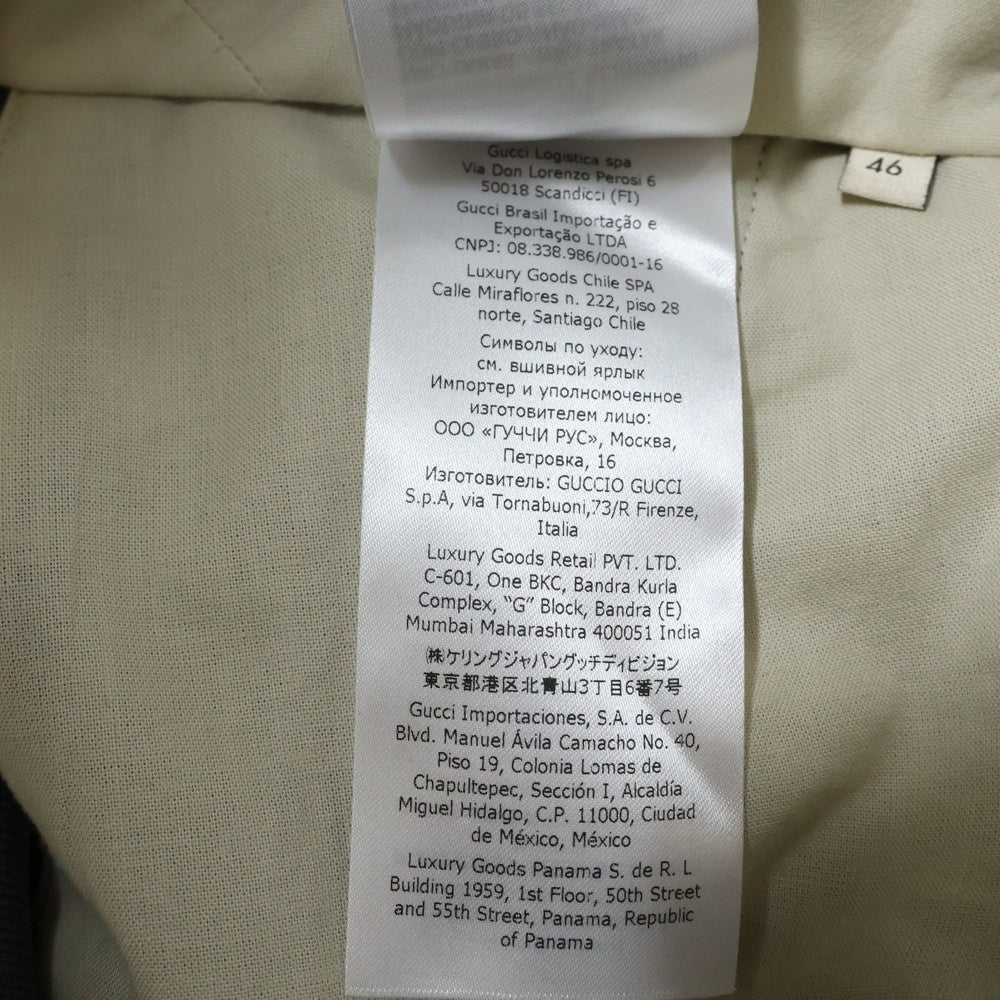 Gucci Logistica spa
Via Don Lorenzo Perosi 6
50018 Scandicci (FI)
Gucci Brasil Importação e
Exportação LTDA
CNPJ: 08.338.986/0001-16
Luxury Goods Chile SPA
Calle Miraflores n. 222, piso 28
norte, Santiago Chile
Символы по уходу:
см. вшивной ярлык
Импортер и уполномоченное
изготовителем лицо:
ООО «ГУЧЧИ РУС», Москва,
Петровка, 16
Изготовитель: GUCCIO GUCCI
S.p.A, via Tornabuoni,73/R Firenze,
Italia
Luxury Goods Retail PVT. LTD.
C-601, One BKC, Bandra Kurla
Complex, “G” Block, Bandra (E)
Mumbai Maharashtra 400051 India
㈱ケリングジャパングッチディビジョン
東京都港区北青山3丁目6番7号
Gucci Importaciones, S.A. de C.V.
Blvd. Manuel Ávila Camacho No. 40,
Piso 19, Colonia Lomas de
Chapultepec, Sección I, Alcaldía
Miguel Hidalgo, C.P. 11000, Ciudad
de México, México
Luxury Goods Panama S. de R. L
Building 1959, 1st Floor, 50th Street
and 55th Street, Panama, Republic
of Panama
46